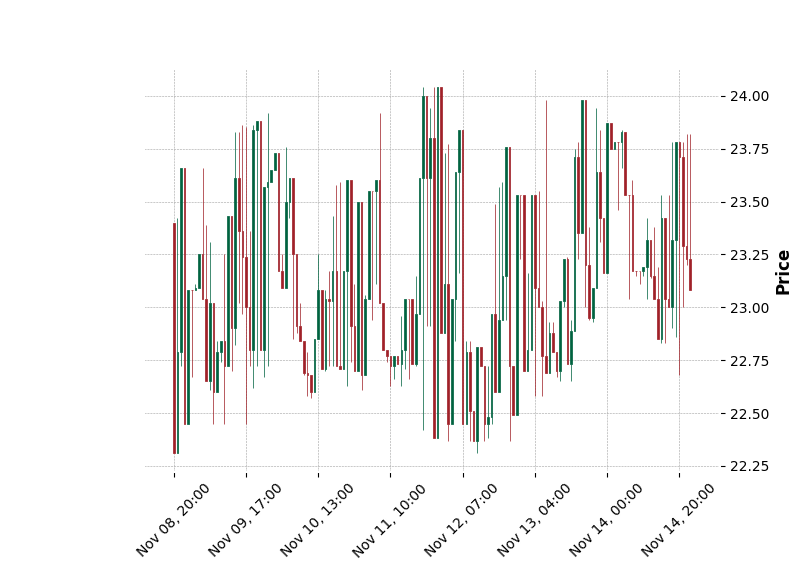 24.00
23.75
23.50
23.25
23.00
22.75
22.50
22.25
Price
Nov 08, 20:00
Nov 09, 17:00
Nov 10, 13:00
Nov 11, 10:00
Nov 12, 07:00
Nov 13, 04:00
Nov 14, 00:00
Nov 14, 20:00